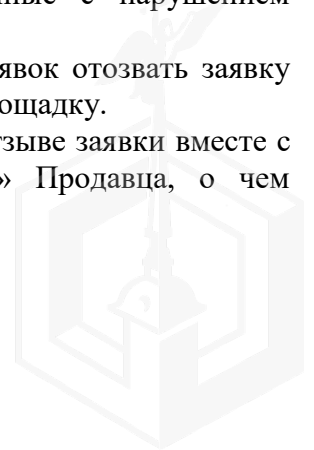 с нарушением
явок отозвать заявку
ощадку.
тзыве заявки вместе с
» Продавца, о чем